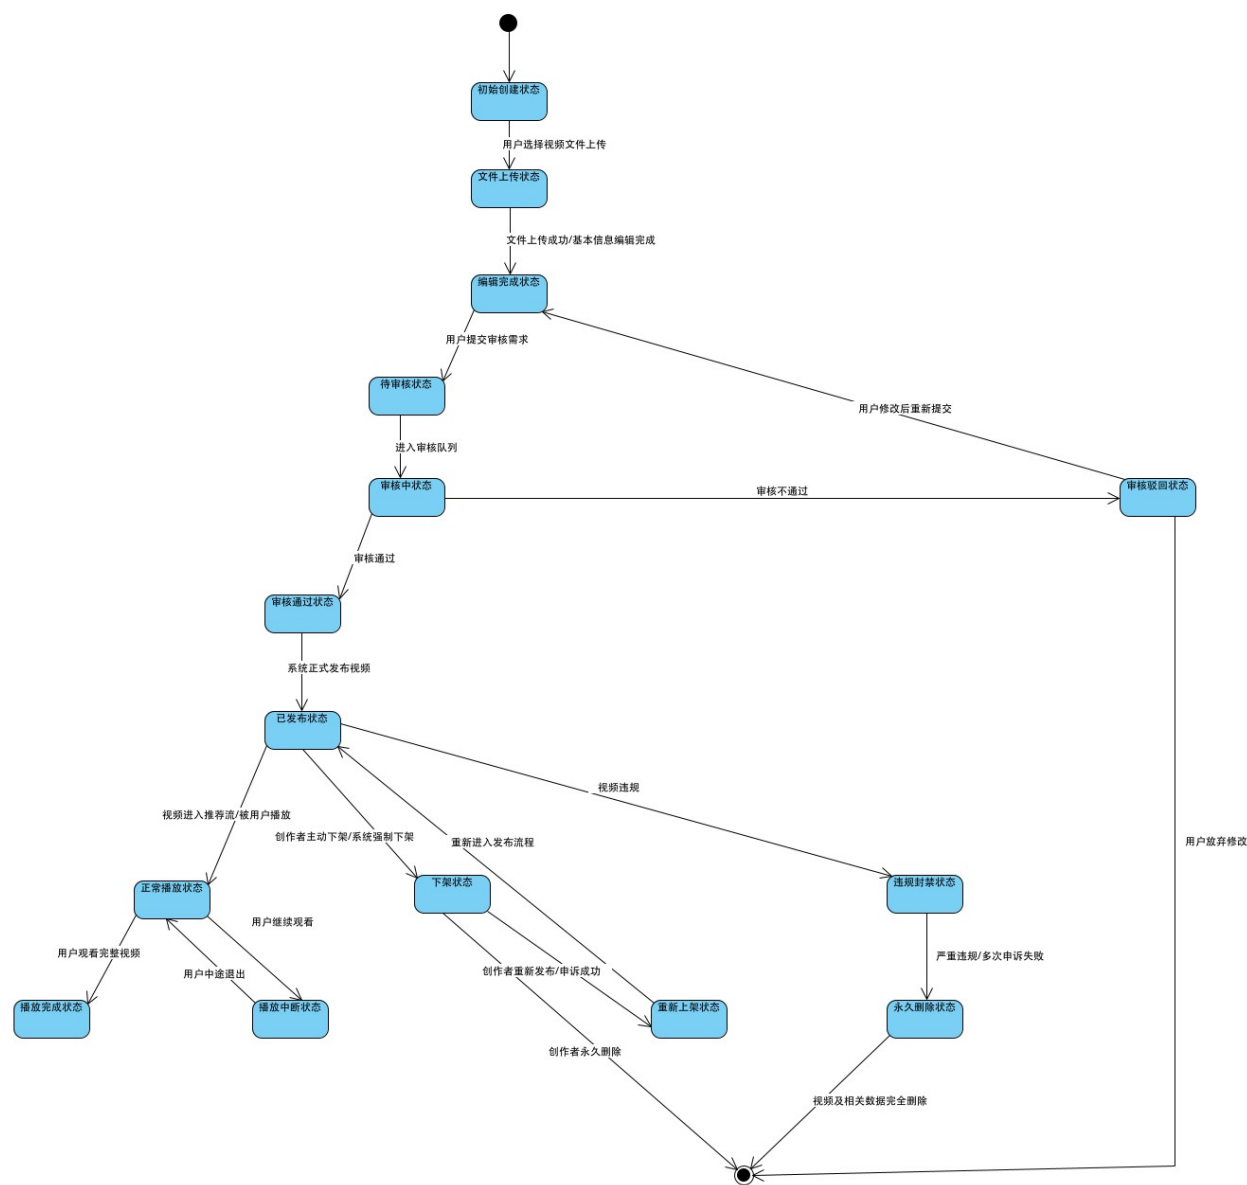 初始创建状态
用户选择视频文件上传
文件上传状态
文件上传成功/基本信息编辑完成
编辑完成状态
用户提交审核需求
待审核状态
用户修改后重新提交
进入审核队列
审核中状态
审核不通过
审核驳回状态
审核通过
审核通过状态
系统正式发布视频
已发布状态
视频违规
视频进入推荐流/被用户播放
创作者主动下架/系统强制下架
重新进入发布流程
用户放弃修改
正常播放状态
下架状态
违规封禁状态
用户继续观看
用户观看完整视频
用户中途退出
创作者重新发布/申诉成功
严重违规/多次申诉失败
播放完成状态
播放中断状态
重新上架状态
永久删除状态
创作者永久删除
视频及相关数据完全删除